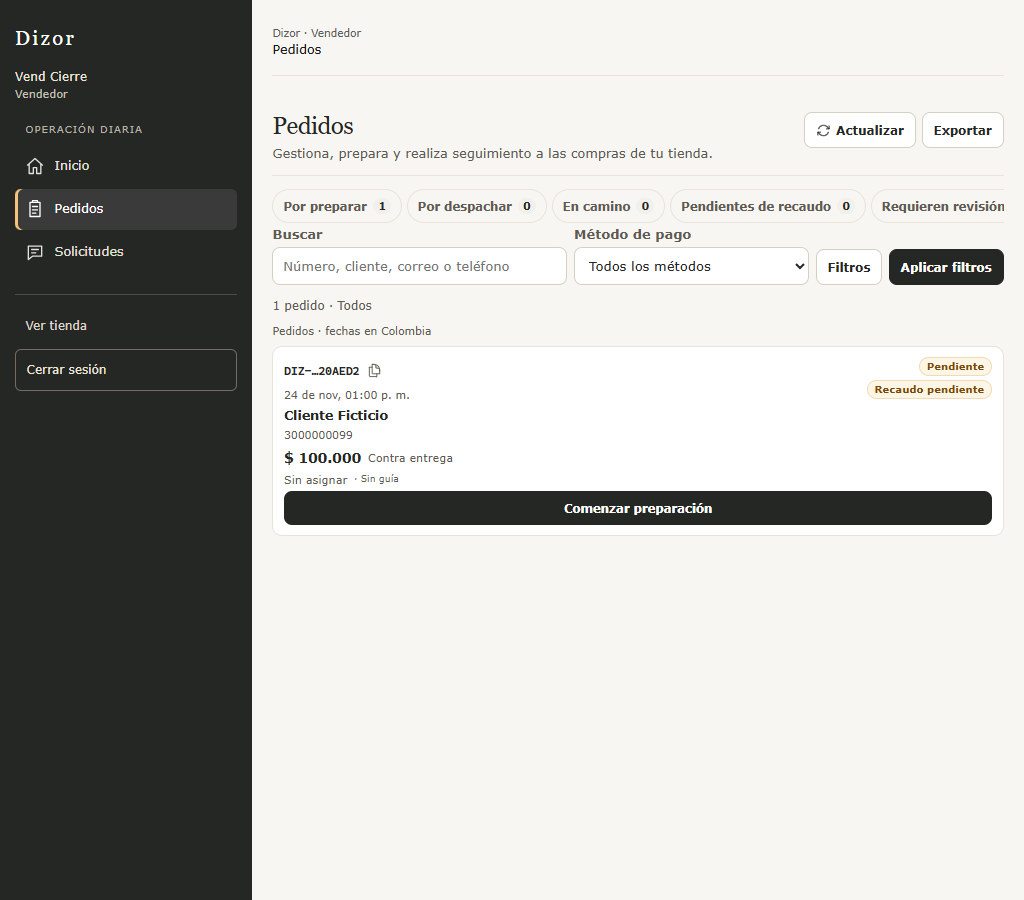 Dizor
Vend Cierre
Vendedor
OPERACIÓN DIARIA
Inicio
Pedidos
Solicitudes
Ver tienda
Cerrar sesión
Dizor · Vendedor
Pedidos
Pedidos
Gestiona, prepara y realiza seguimiento a las compras de tu tienda.
Actualizar
Exportar
Por preparar 1
Por despachar 0
En camino 0
Pendientes de recaudo 0
Requieren revisión
Buscar
Método de pago
Número, cliente, correo o teléfono
Todos los métodos
Filtros
Aplicar filtros
1 pedido · Todos
Pedidos · fechas en Colombia
DIZ-…20AED2
Pendiente
Recaudo pendiente
24 de nov, 01:00 p. m.
Cliente Ficticio
3000000099
$ 100.000 Contra entrega
Sin asignar · Sin guía
Comenzar preparación